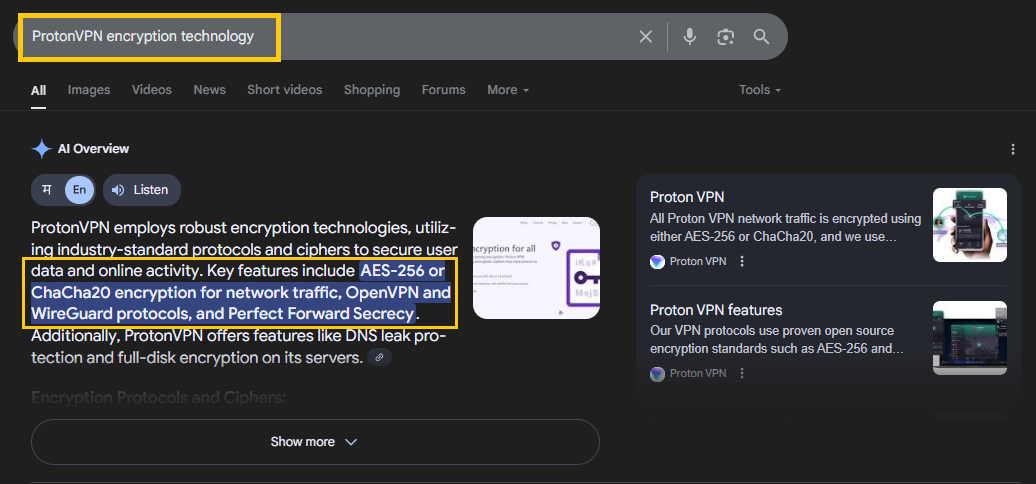 ProtonVPN encryption technology
All Images Videos News Short videos Shopping Forums More Tools
AI Overview
म En Listen
ProtonVPN employs robust encryption technologies, utiliz-
ing industry-standard protocols and ciphers to secure user
data and online activity. Key features include AES-256 or
ChaCha20 encryption for network traffic, OpenVPN and
WireGuard protocols, and Perfect Forward Secrecy.
Additionally, ProtonVPN offers features like DNS leak pro-
tection and full-disk encryption on its servers.
Encryption Protocols and Ciphers:
Show more
ncryption for all
iKs#
MsjS
Proton VPN
All Proton VPN network traffic is encrypted using
either AES-256 or ChaCha20, and we use...
Proton VPN
Proton VPN features
Our VPN protocols use proven open source
encryption standards such as AES-256 and...
Proton VPN